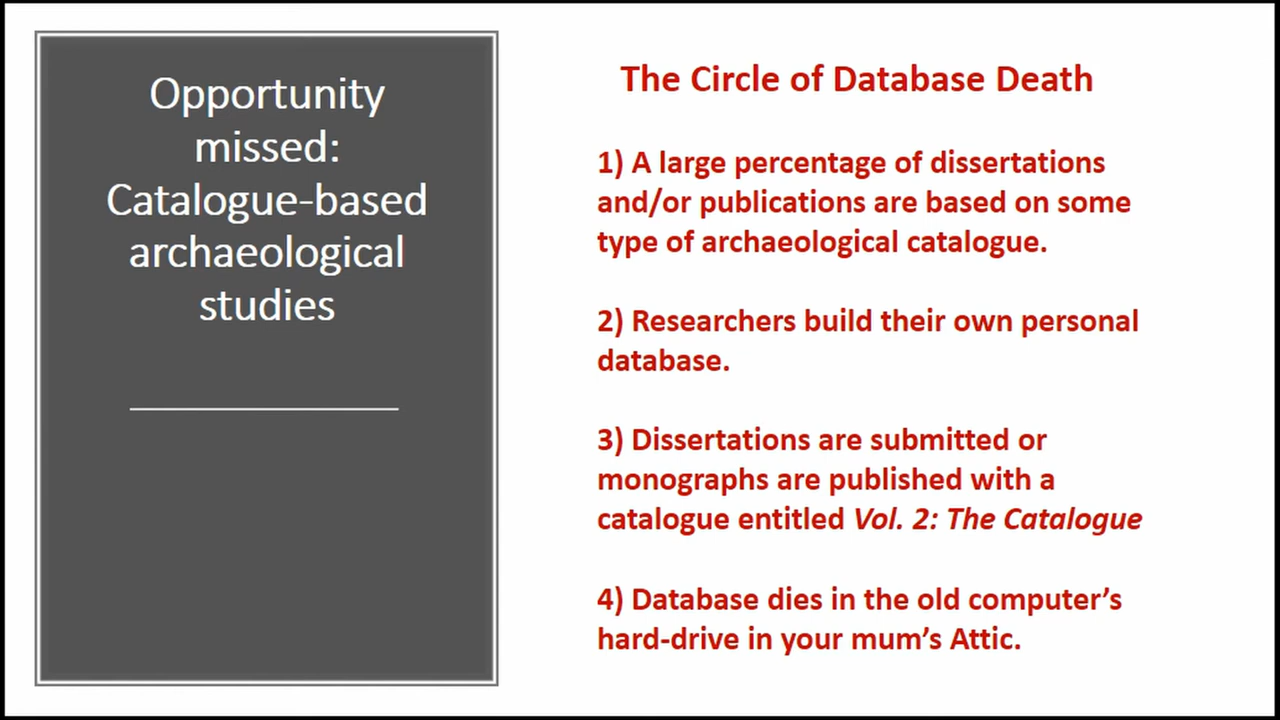 Opportunity
missed:
Catalogue-based
archaeological
studies
The Circle of Database Death
1) A large percentage of dissertations
and/or publications are based on some
type of archaeological catalogue.
2) Researchers build their own personal
database.
3) Dissertations are submitted or
monographs are published with a
catalogue entitled Vol. 2: The Catalogue
4) Database dies in the old computer’s
hard-drive in your mum’s Attic.